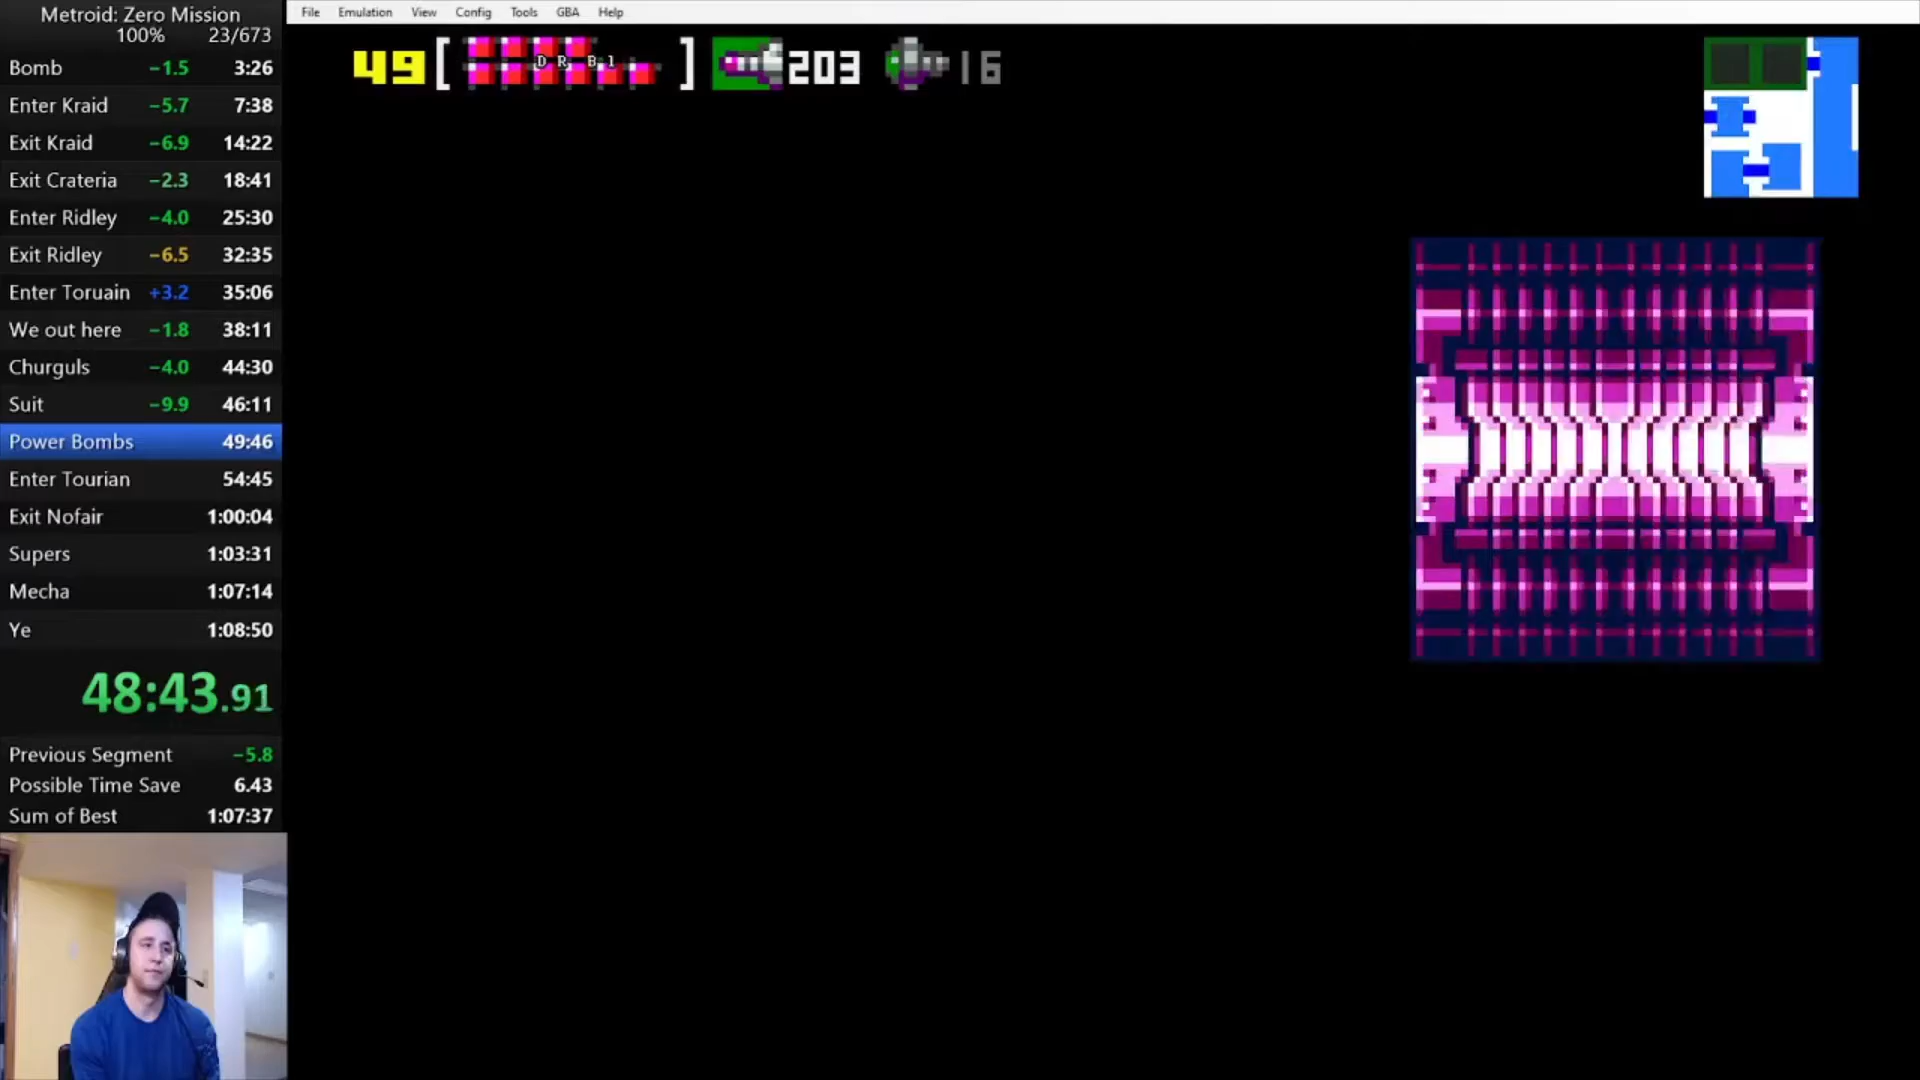 Metroid: Zero Mission
100% 23/673
Bomb -1.5 3:26
Enter Kraid -5.7 7:38
Exit Kraid -6.9 14:22
Exit Crateria -2.3 18:41
Enter Ridley -4.0 25:30
Exit Ridley -6.5 32:35
Enter Toruain +3.2 35:06
We out here -1.8 38:11
Churguls -4.0 44:30
Suit -9.9 46:11
Power Bombs 49:46
Enter Tourian 54:45
Exit Nofair 1:00:04
Supers 1:03:31
Mecha 1:07:14
Ye 1:08:50
48:43.91
Previous Segment -5.8
Possible Time Save 6.43
Sum of Best 1:07:37
File Emulation View Config Tools GBA Help
49 [ D R B 1 ] 203 16